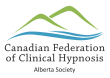 Canadian Federation
of Clinical Hypnosis
Alberta Society